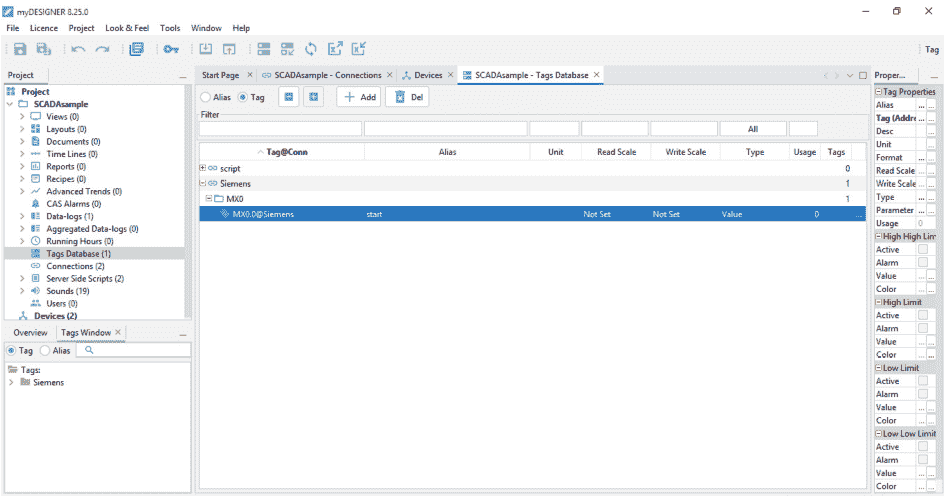 myDESIGNER 8.25.0
File Licence Project Look & Feel Tools Window Help
Tag
Project
Start Page SCADAsample - Connections Devices SCADAsample - Tags Database
Proper...
Project
SCADAsample
Views (0)
Layouts (0)
Documents (0)
Time Lines (0)
Reports (0)
Recipes (0)
Advanced Trends (0)
CAS Alarms (0)
Data-logs (1)
Aggregated Data-logs (0)
Running Hours (0)
Tags Database (1)
Connections (2)
Server Side Scripts (2)
Sounds (19)
Users (0)
Devices (2)
Overview Tags Window
Tag Alias
Tags:
Siemens
Alias Tag Add Del
Filter
All
Tag@Conn Alias Unit Read Scale Write Scale Type Usage Tags
script 0
Siemens 1
MX0 1
MX0.0@Siemens start Not Set Not Set Value 0 ...
Tag Properties
Alias ... ...
Tag (Addre ... ...
Desc ...
Unit ...
Format ... ...
Read Scale ...
Write Scale ...
Type ... ...
Parameter ... ...
Usage 0
High High Lim
Active
Alarm
Value ... ...
Color ... ...
High Limit
Active
Alarm
Value ... ...
Color ... ...
Low Limit
Active
Alarm
Value ... ...
Color ... ...
Low Low Limit
Active
Alarm
Value ... ...
Color ... ...